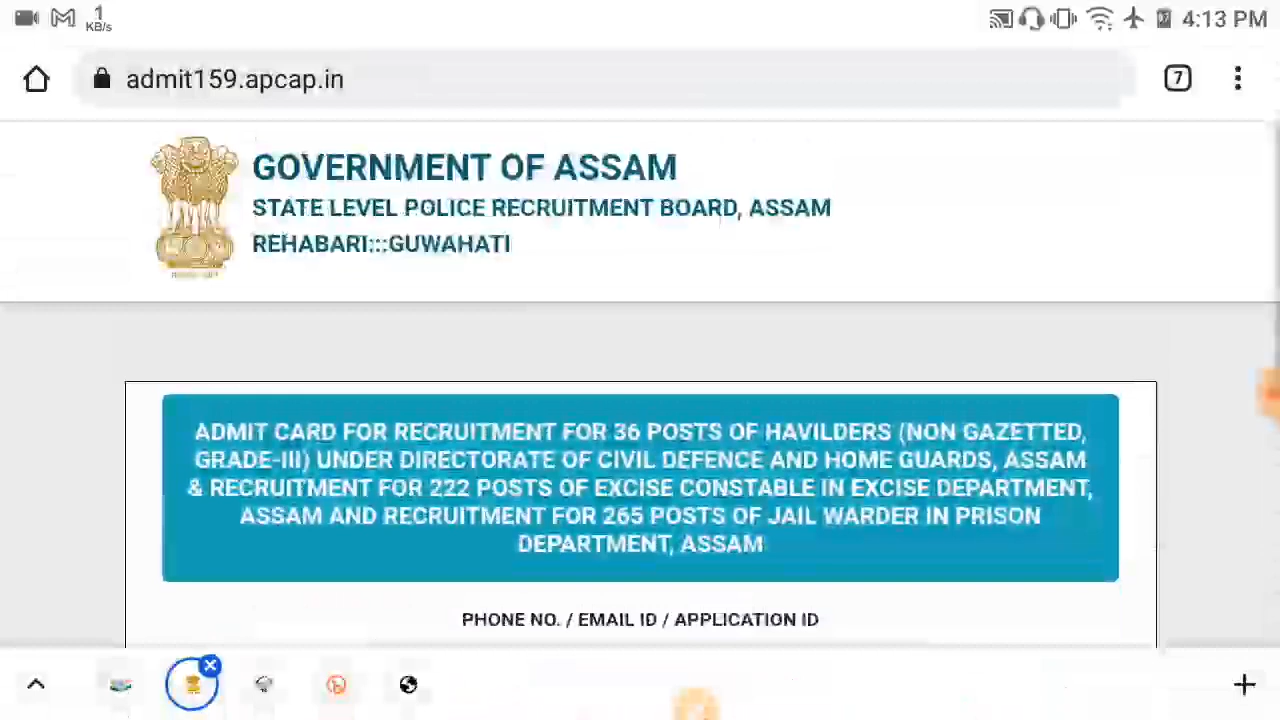 1
KB/s
4:13 PM
admit159.apcap.in
7
GOVERNMENT OF ASSAM
STATE LEVEL POLICE RECRUITMENT BOARD, ASSAM
REHABARI:::GUWAHATI
ADMIT CARD FOR RECRUITMENT FOR 36 POSTS OF HAVILDERS (NON GAZETTED,
GRADE-III) UNDER DIRECTORATE OF CIVIL DEFENCE AND HOME GUARDS, ASSAM
& RECRUITMENT FOR 222 POSTS OF EXCISE CONSTABLE IN EXCISE DEPARTMENT,
ASSAM AND RECRUITMENT FOR 265 POSTS OF JAIL WARDER IN PRISON
DEPARTMENT, ASSAM
PHONE NO. / EMAIL ID / APPLICATION ID